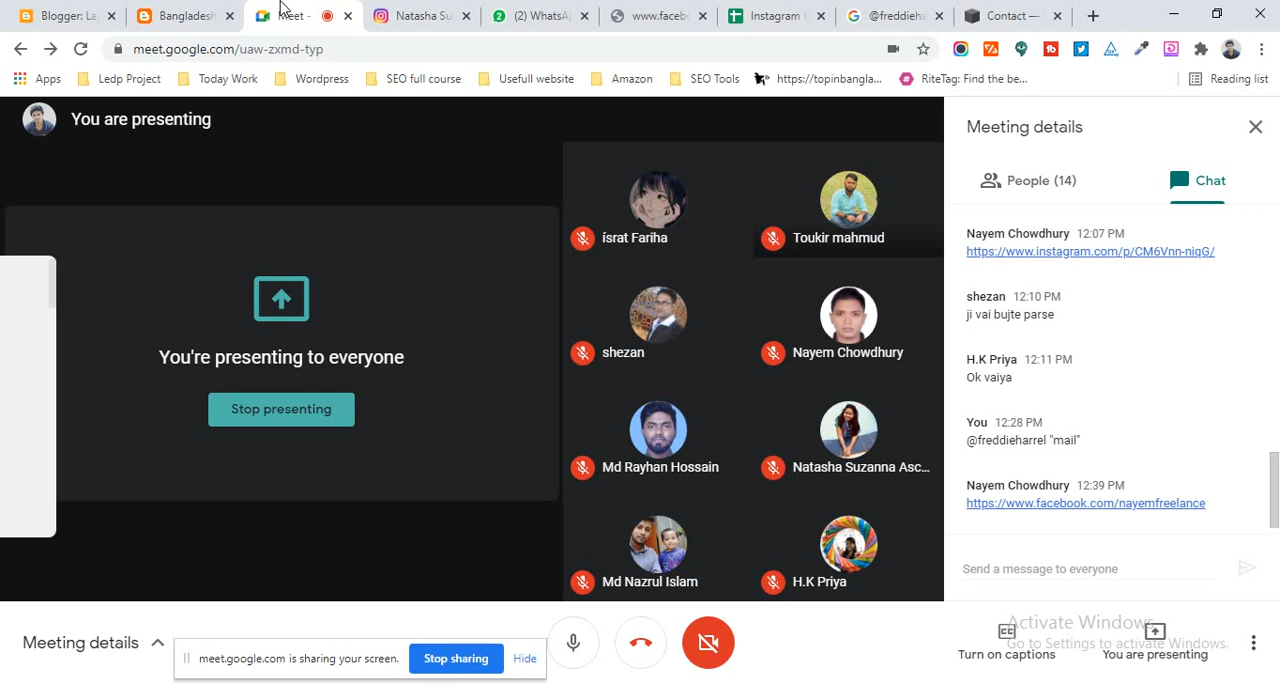 Blogger: La
Bangladesh
Meet -
Natasha Su
(2) WhatsA
www.facebo
Instagram
@freddieha
Contact —
meet.google.com/uaw-zxmd-typ
Apps
Ledp Project
Today Work
Wordpress
SEO full course
Usefull website
Amazon
SEO Tools
https://topinbangla...
RiteTag: Find the be...
Reading list
You are presenting
You're presenting to everyone
Stop presenting
ísrat Fariha
Toukir mahmud
shezan
Nayem Chowdhury
Md Rayhan Hossain
Natasha Suzanna Asc...
Md Nazrul Islam
H.K Priya
Meeting details
People (14)
Chat
Nayem Chowdhury 12:07 PM
https://www.instagram.com/p/CM6Vnn-niqG/
shezan 12:10 PM
ji vai bujte parse
H.K Priya 12:11 PM
Ok vaiya
You 12:28 PM
@freddieharrel "mail"
Nayem Chowdhury 12:39 PM
https://www.facebook.com/nayemfreelance
Send a message to everyone
Meeting details
meet.google.com is sharing your screen.
Stop sharing
Hide
Turn on captions
You are presenting
Activate Windows
Go to Settings to activate Windows.